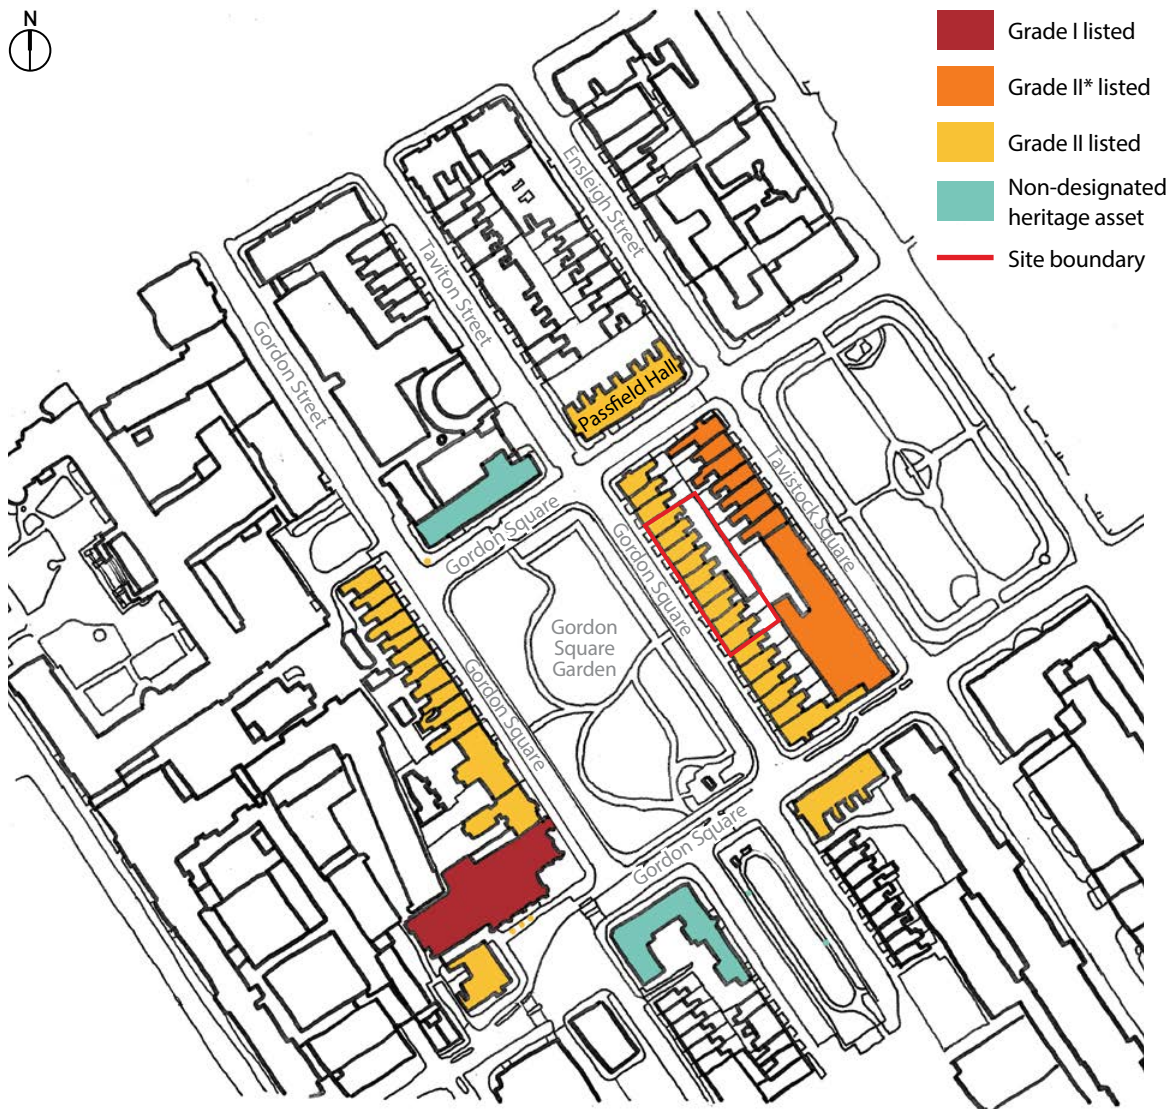 N
Grade I listed
Grade II* listed
Grade II listed
Non-designated
heritage asset
Site boundary
Ensleigh Street
Taviton Street
Gordon Street
Passfield Hall
Tavistock Square
Gordon Square
Gordon Square
Gordon
Square
Garden
Gordon Square
Gordon Square